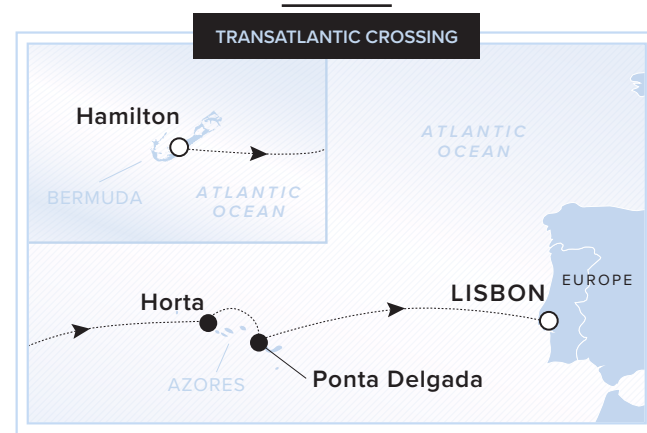 TRANSATLANTIC CROSSING
Hamilton
BERMUDA
ATLANTIC
OCEAN
ATLANTIC
OCEAN
Horta
AZORES
Ponta Delgada
LISBON
EUROPE